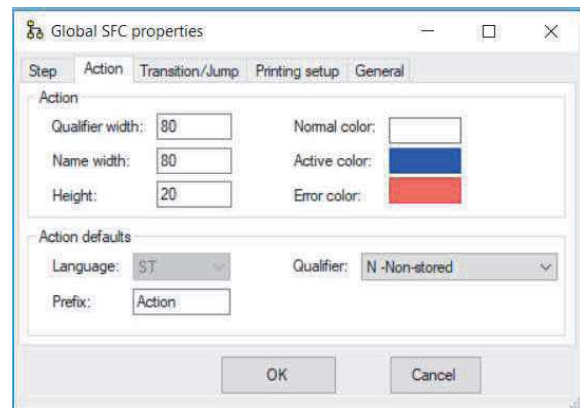 Global SFC properties
Step Action Transition/Jump Printing setup General
Action
Qualifier width: 80 Normal color:
Name width: 80 Active color:
Height: 20 Error color:
Action defaults
Language: ST Qualifier: N -Non-stored
Prefix: Action
OK Cancel